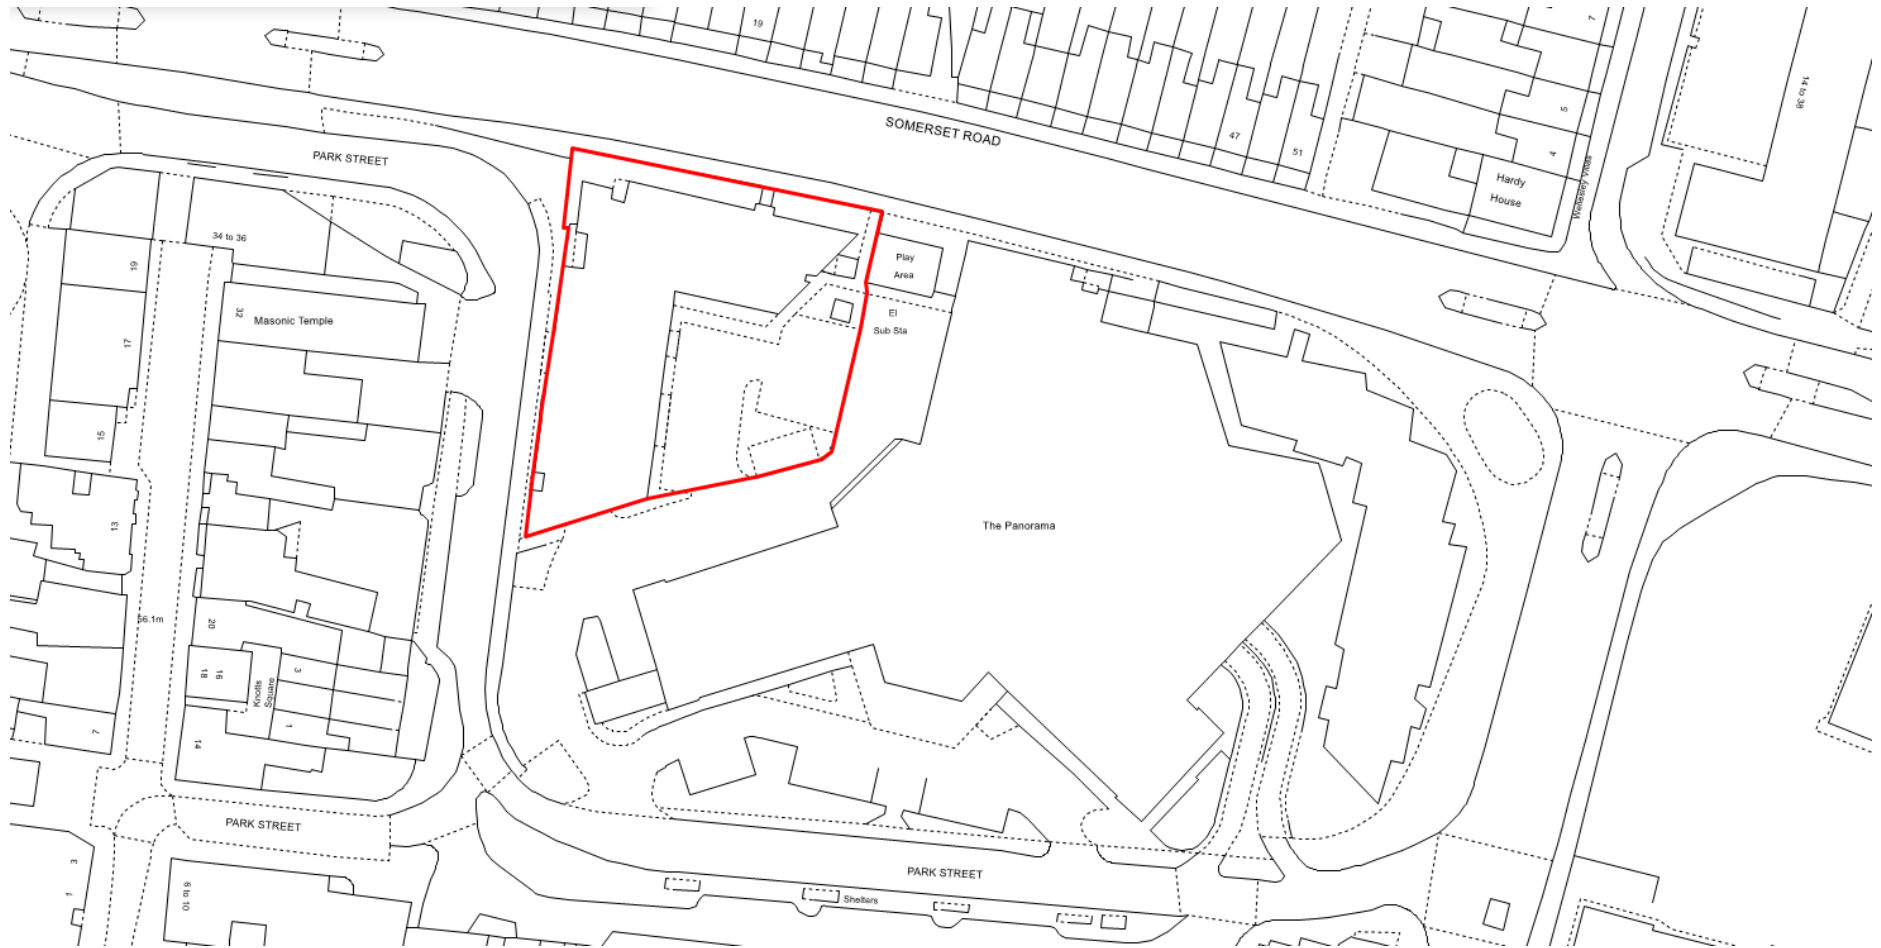 19
7
14 to 38
SOMERSET ROAD
5
47
51
4
PARK STREET
Hardy
House
Wellesley Villas
34 to 36
19
Play
Area
32
Masonic Temple
El
Sub Sta
17
15
13
The Panorama
56.1m
20
18
16
3
Knotts
Square
1
7
14
PARK STREET
3
1
6 to 10
PARK STREET
Shelters